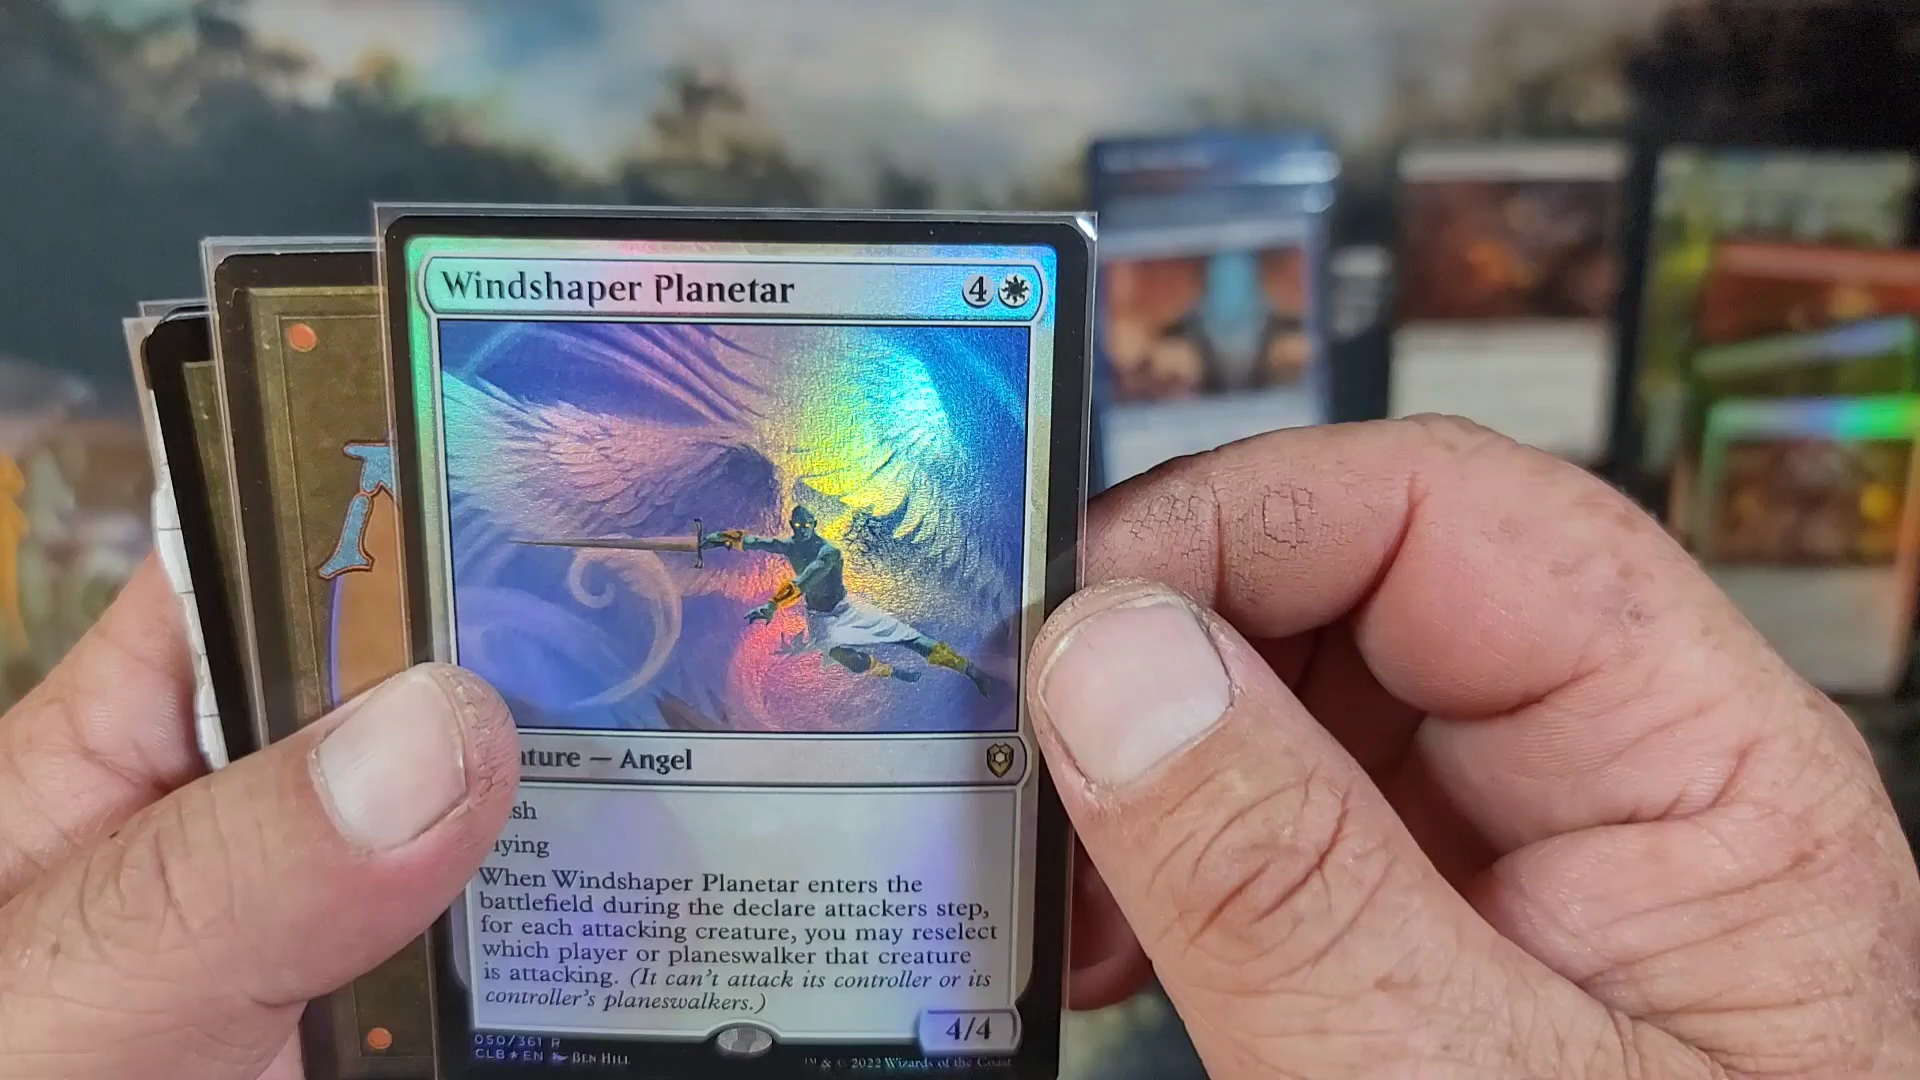 Windshaper Planetar 4
ature — Angel
sh
lying
When Windshaper Planetar enters the
battlefield during the declare attackers step,
for each attacking creature, you may reselect
which player or planeswalker that creature
is attacking. (It can't attack its controller or its
controller's planeswalkers.)
4/4
050/361 R
CLB★EN Ben Hill
™ & © 2022 Wizards of the Coast